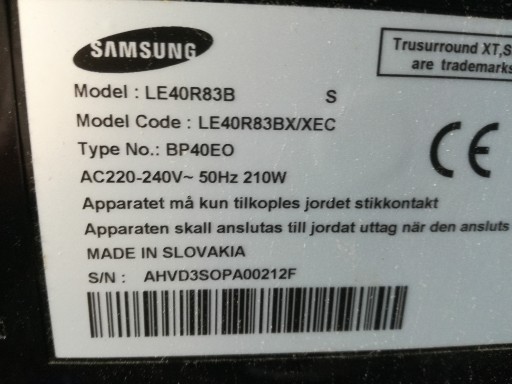 SAMSUNG
Trusurround XT,S
are trademarks
Model : LE40R83B S
Model Code : LE40R83BX/XEC
Type No.: BP40EO
AC220-240V~ 50Hz 210W
CE
Apparatet må kun tilkoples jordet stikkontakt
Apparaten skall anslutas till jordat uttag när den ansluts
MADE IN SLOVAKIA
S/N : AHVD3SOPA00212F